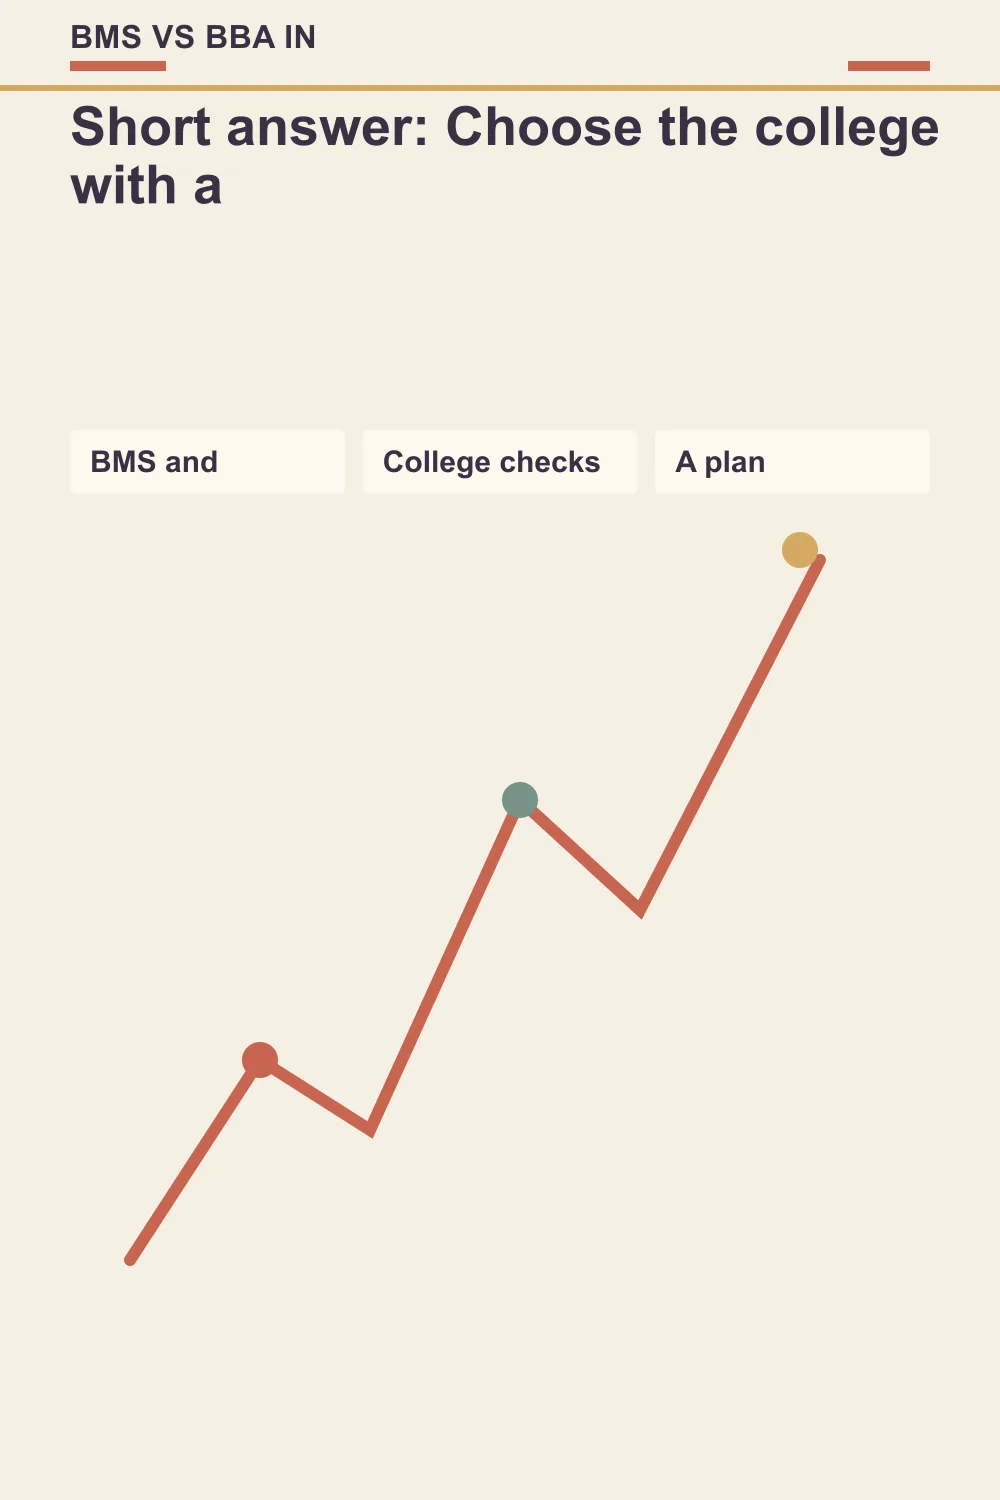 BMS VS BBA IN
Short answer: Choose the college
with a
BMS and
College checks
A plan